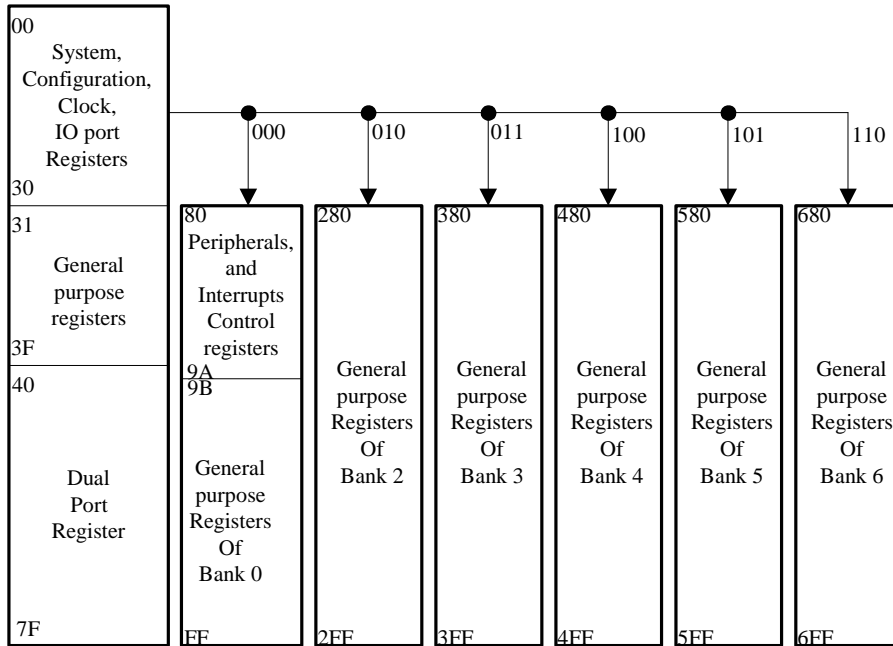 00
System,
Configuration,
Clock,
IO port
Registers
30
31
General
purpose
registers
3F
40
Dual
Port
Register
7F
000
010
011
100
101
110
80
Peripherals,
and
Interrupts
Control
registers
9A
9B
General
purpose
Registers
Of
Bank 0
FF
280
General
purpose
Registers
Of
Bank 2
2FF
380
General
purpose
Registers
Of
Bank 3
3FF
480
General
purpose
Registers
Of
Bank 4
4FF
580
General
purpose
Registers
Of
Bank 5
5FF
680
General
purpose
Registers
Of
Bank 6
6FF